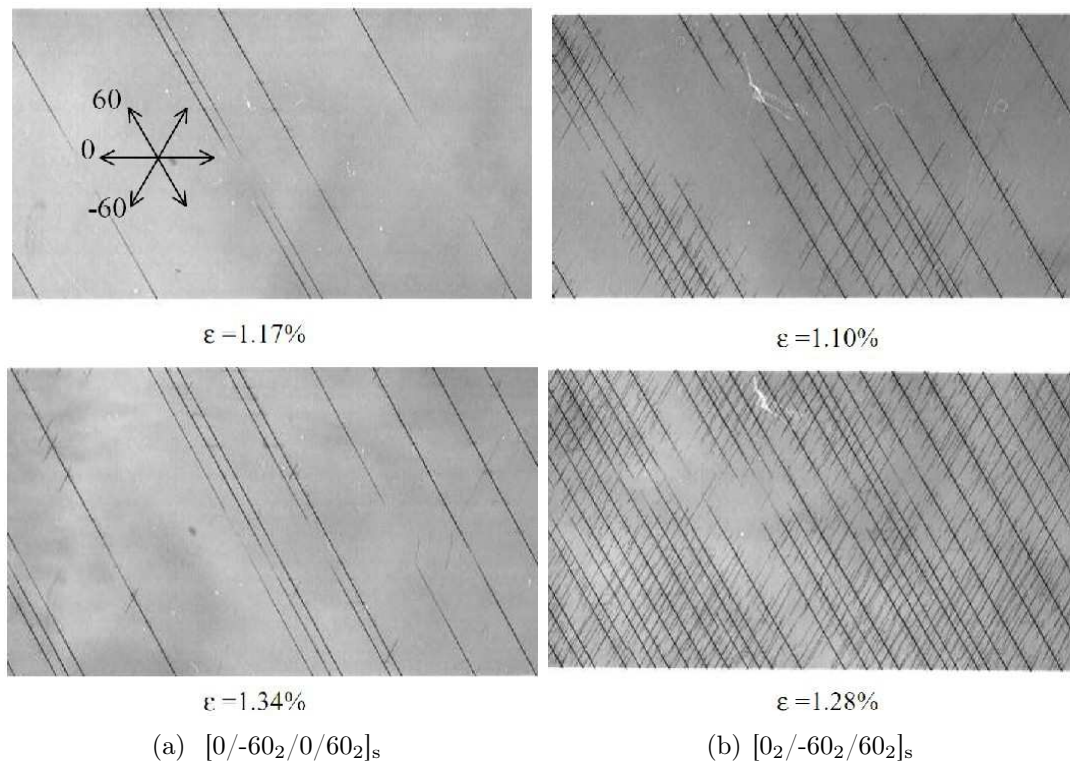 60
0
-60
ε =1.17%
ε =1.10%
ε =1.34%
ε =1.28%
(a) [0/-60₂/0/60₂]ₛ
(b) [0₂/-60₂/60₂]ₛ